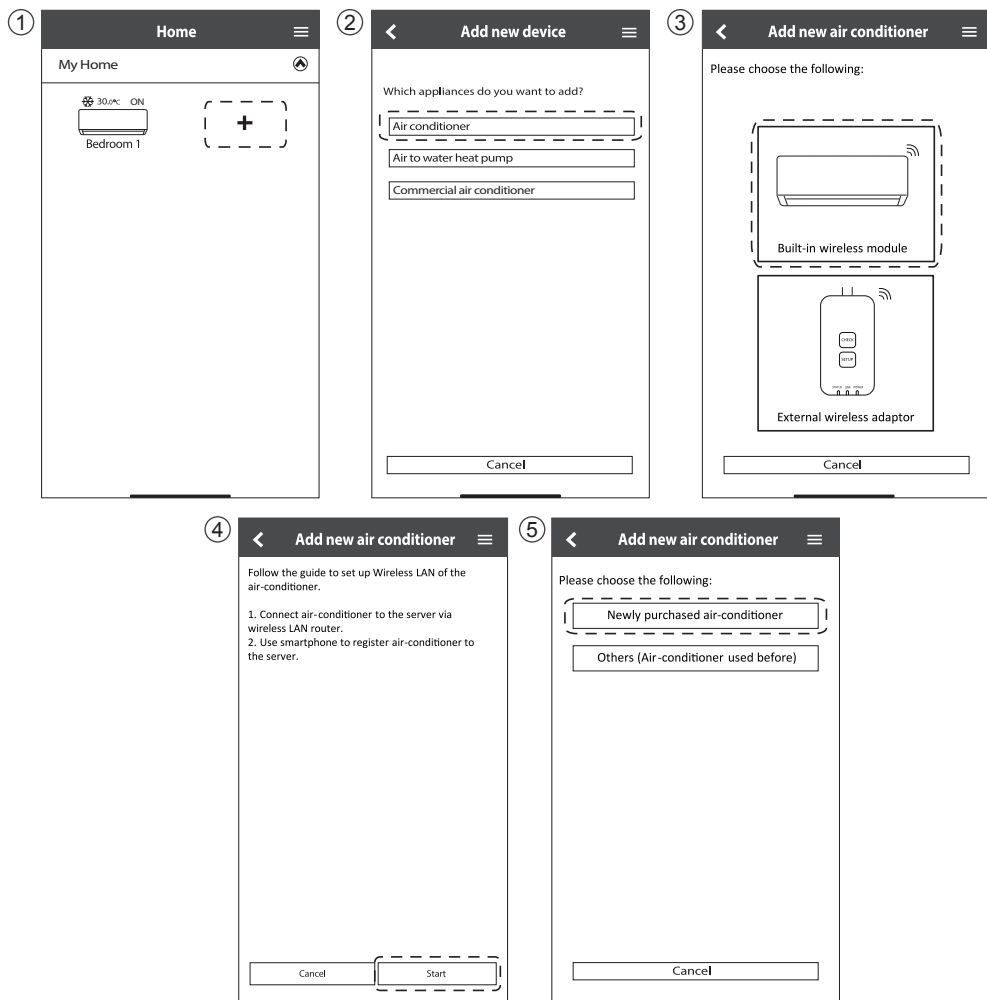 ①
Home
My Home
30.0°C ON
Bedroom 1
+
②
Add new device
Which appliances do you want to add?
Air conditioner
Air to water heat pump
Commercial air conditioner
Cancel
③
Add new air conditioner
Please choose the following:
Built-in wireless module
CHECK
SETUP
STATUS LINK POWER
External wireless adaptor
Cancel
④
Add new air conditioner
Follow the guide to set up Wireless LAN of the
air-conditioner.
1. Connect air-conditioner to the server via
wireless LAN router.
2. Use smartphone to register air-conditioner to
the server.
Cancel
Start
⑤
Add new air conditioner
Please choose the following:
Newly purchased air-conditioner
Others (Air-conditioner used before)
Cancel